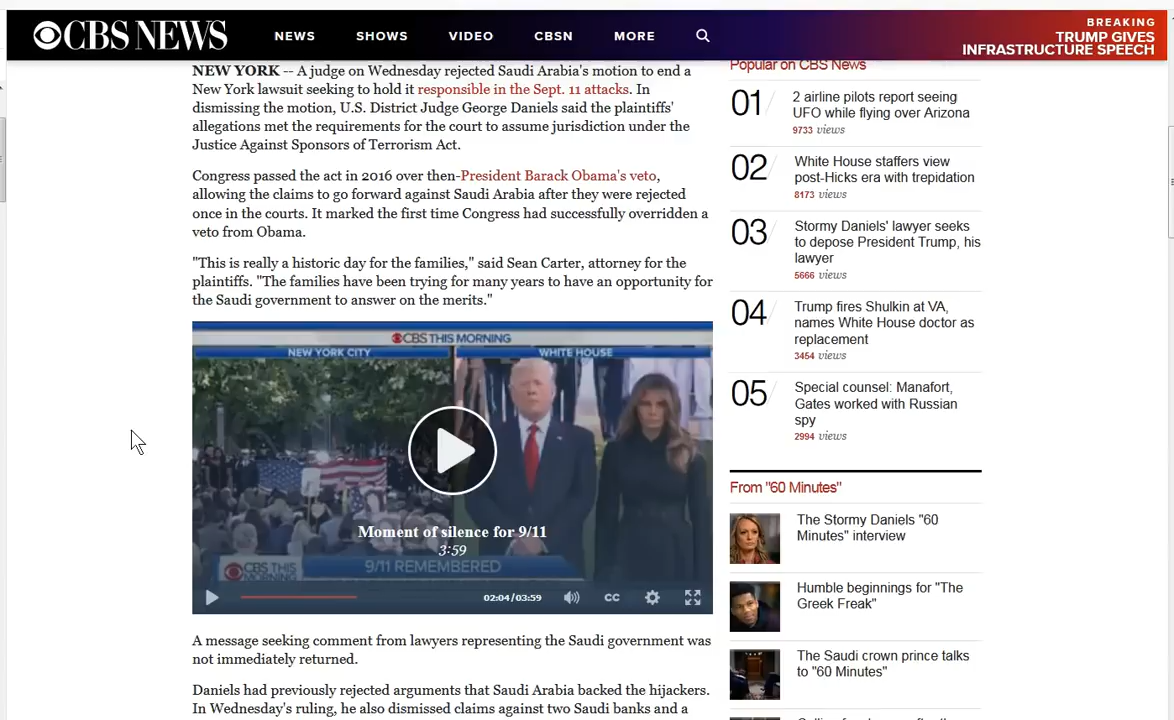 CBS NEWS
NEWS
SHOWS
VIDEO
CBSN
MORE
BREAKING
TRUMP GIVES
INFRASTRUCTURE SPEECH
NEW YORK -- A judge on Wednesday rejected Saudi Arabia's motion to end a
New York lawsuit seeking to hold it responsible in the Sept. 11 attacks. In
dismissing the motion, U.S. District Judge George Daniels said the plaintiffs'
allegations met the requirements for the court to assume jurisdiction under the
Justice Against Sponsors of Terrorism Act.
Congress passed the act in 2016 over then-President Barack Obama's veto,
allowing the claims to go forward against Saudi Arabia after they were rejected
once in the courts. It marked the first time Congress had successfully overridden a
veto from Obama.
"This is really a historic day for the families," said Sean Carter, attorney for the
plaintiffs. "The families have been trying for many years to have an opportunity for
the Saudi government to answer on the merits."
CBS THIS MORNING
NEW YORK CITY
WHITE HOUSE
Moment of silence for 9/11
3:59
CBS THIS
MORNING
9/11 REMEMBERED
02:04/03:59
CC
A message seeking comment from lawyers representing the Saudi government was
not immediately returned.
Daniels had previously rejected arguments that Saudi Arabia backed the hijackers.
In Wednesday's ruling, he also dismissed claims against two Saudi banks and a
Popular on CBS News
01
2 airline pilots report seeing
UFO while flying over Arizona
9733 views
02
White House staffers view
post-Hicks era with trepidation
8173 views
03
Stormy Daniels' lawyer seeks
to depose President Trump, his
lawyer
5666 views
04
Trump fires Shulkin at VA,
names White House doctor as
replacement
3454 views
05
Special counsel: Manafort,
Gates worked with Russian
spy
2994 views
From "60 Minutes"
The Stormy Daniels "60
Minutes" interview
Humble beginnings for "The
Greek Freak"
The Saudi crown prince talks
to "60 Minutes"